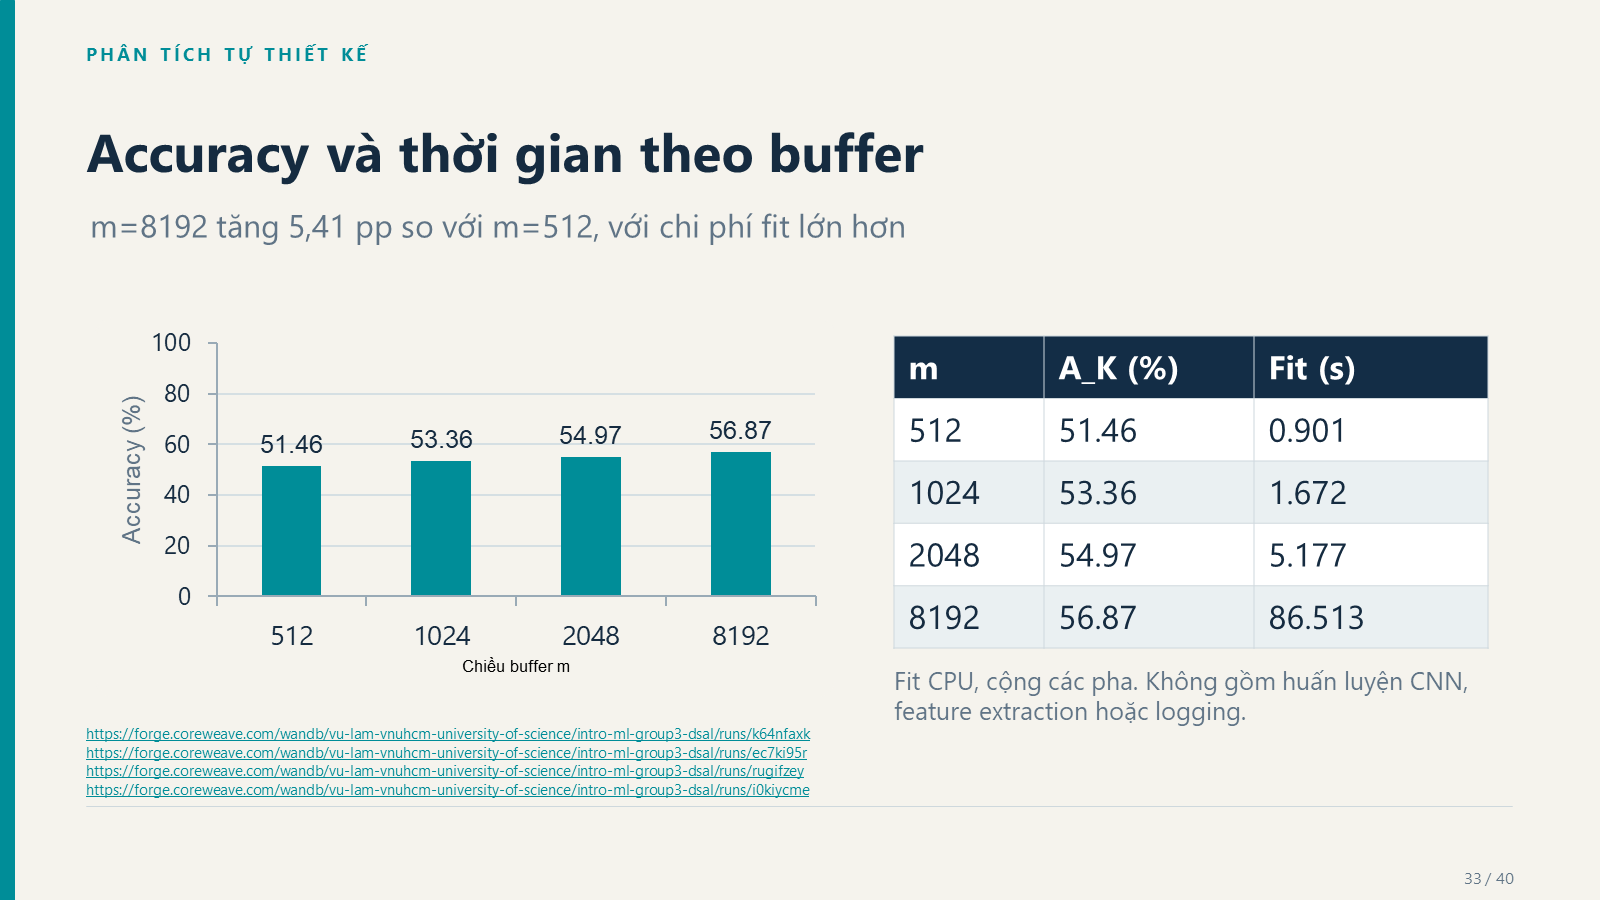 PHÂN TÍCH TỰ THIẾT KẾ
Accuracy và thời gian theo buffer
m=8192 tăng 5,41 pp so với m=512, với chi phí fit lớn hơn
100
80
60
40
20
0
Accuracy (%)
51.46
53.36
54.97
56.87
512
1024
2048
8192
Chiều buffer m
m A_K (%) Fit (s)
512 51.46 0.901
1024 53.36 1.672
2048 54.97 5.177
8192 56.87 86.513
Fit CPU, cộng các pha. Không gồm huấn luyện CNN,
feature extraction hoặc logging.
https://forge.coreweave.com/wandb/vu-lam-vnuhcm-university-of-science/intro-ml-group3-dsal/runs/k64nfaxk
https://forge.coreweave.com/wandb/vu-lam-vnuhcm-university-of-science/intro-ml-group3-dsal/runs/ec7ki95r
https://forge.coreweave.com/wandb/vu-lam-vnuhcm-university-of-science/intro-ml-group3-dsal/runs/rugifzey
https://forge.coreweave.com/wandb/vu-lam-vnuhcm-university-of-science/intro-ml-group3-dsal/runs/i0kiycme
33 / 40